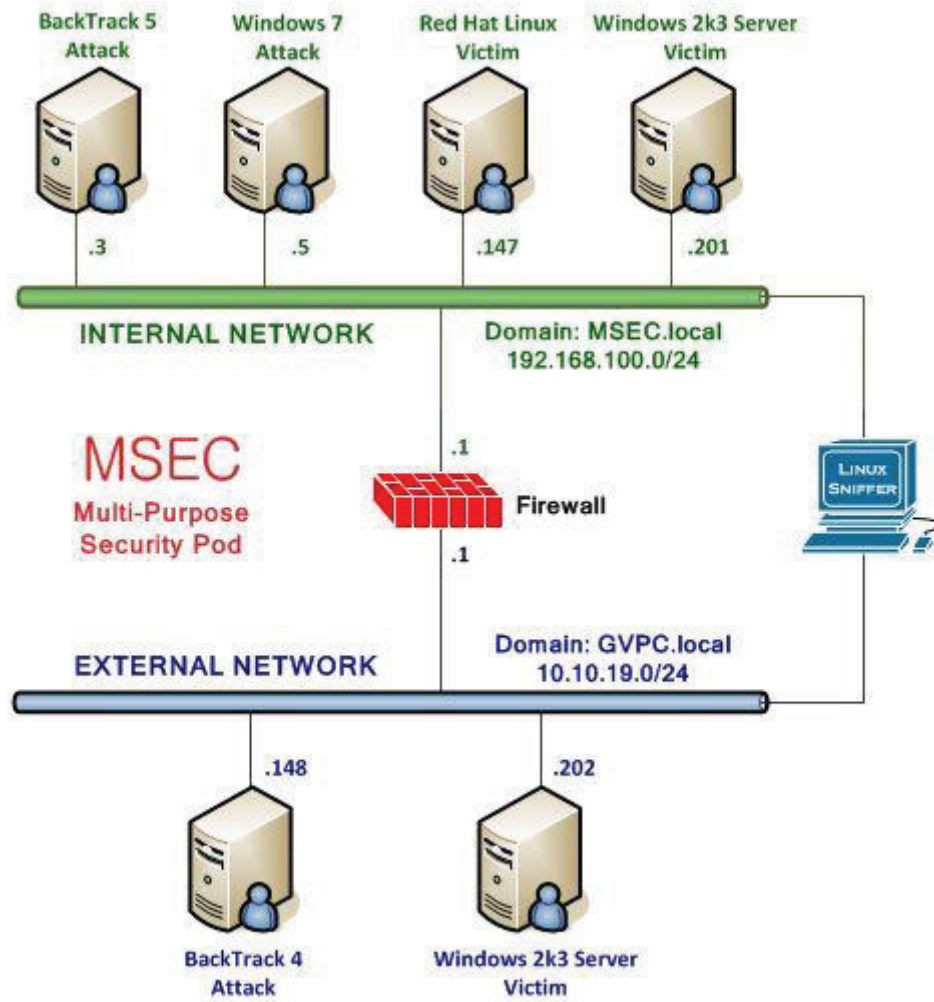 BackTrack 5
Attack
Windows 7
Attack
Red Hat Linux
Victim
Windows 2k3 Server
Victim
.3
.5
.147
.201
INTERNAL NETWORK
Domain: MSEC.local
192.168.100.0/24
.1
MSEC
Multi-Purpose
Security Pod
Firewall
LINUX
SNIFFER
.1
EXTERNAL NETWORK
Domain: GVPC.local
10.10.19.0/24
.148
.202
BackTrack 4
Attack
Windows 2k3 Server
Victim